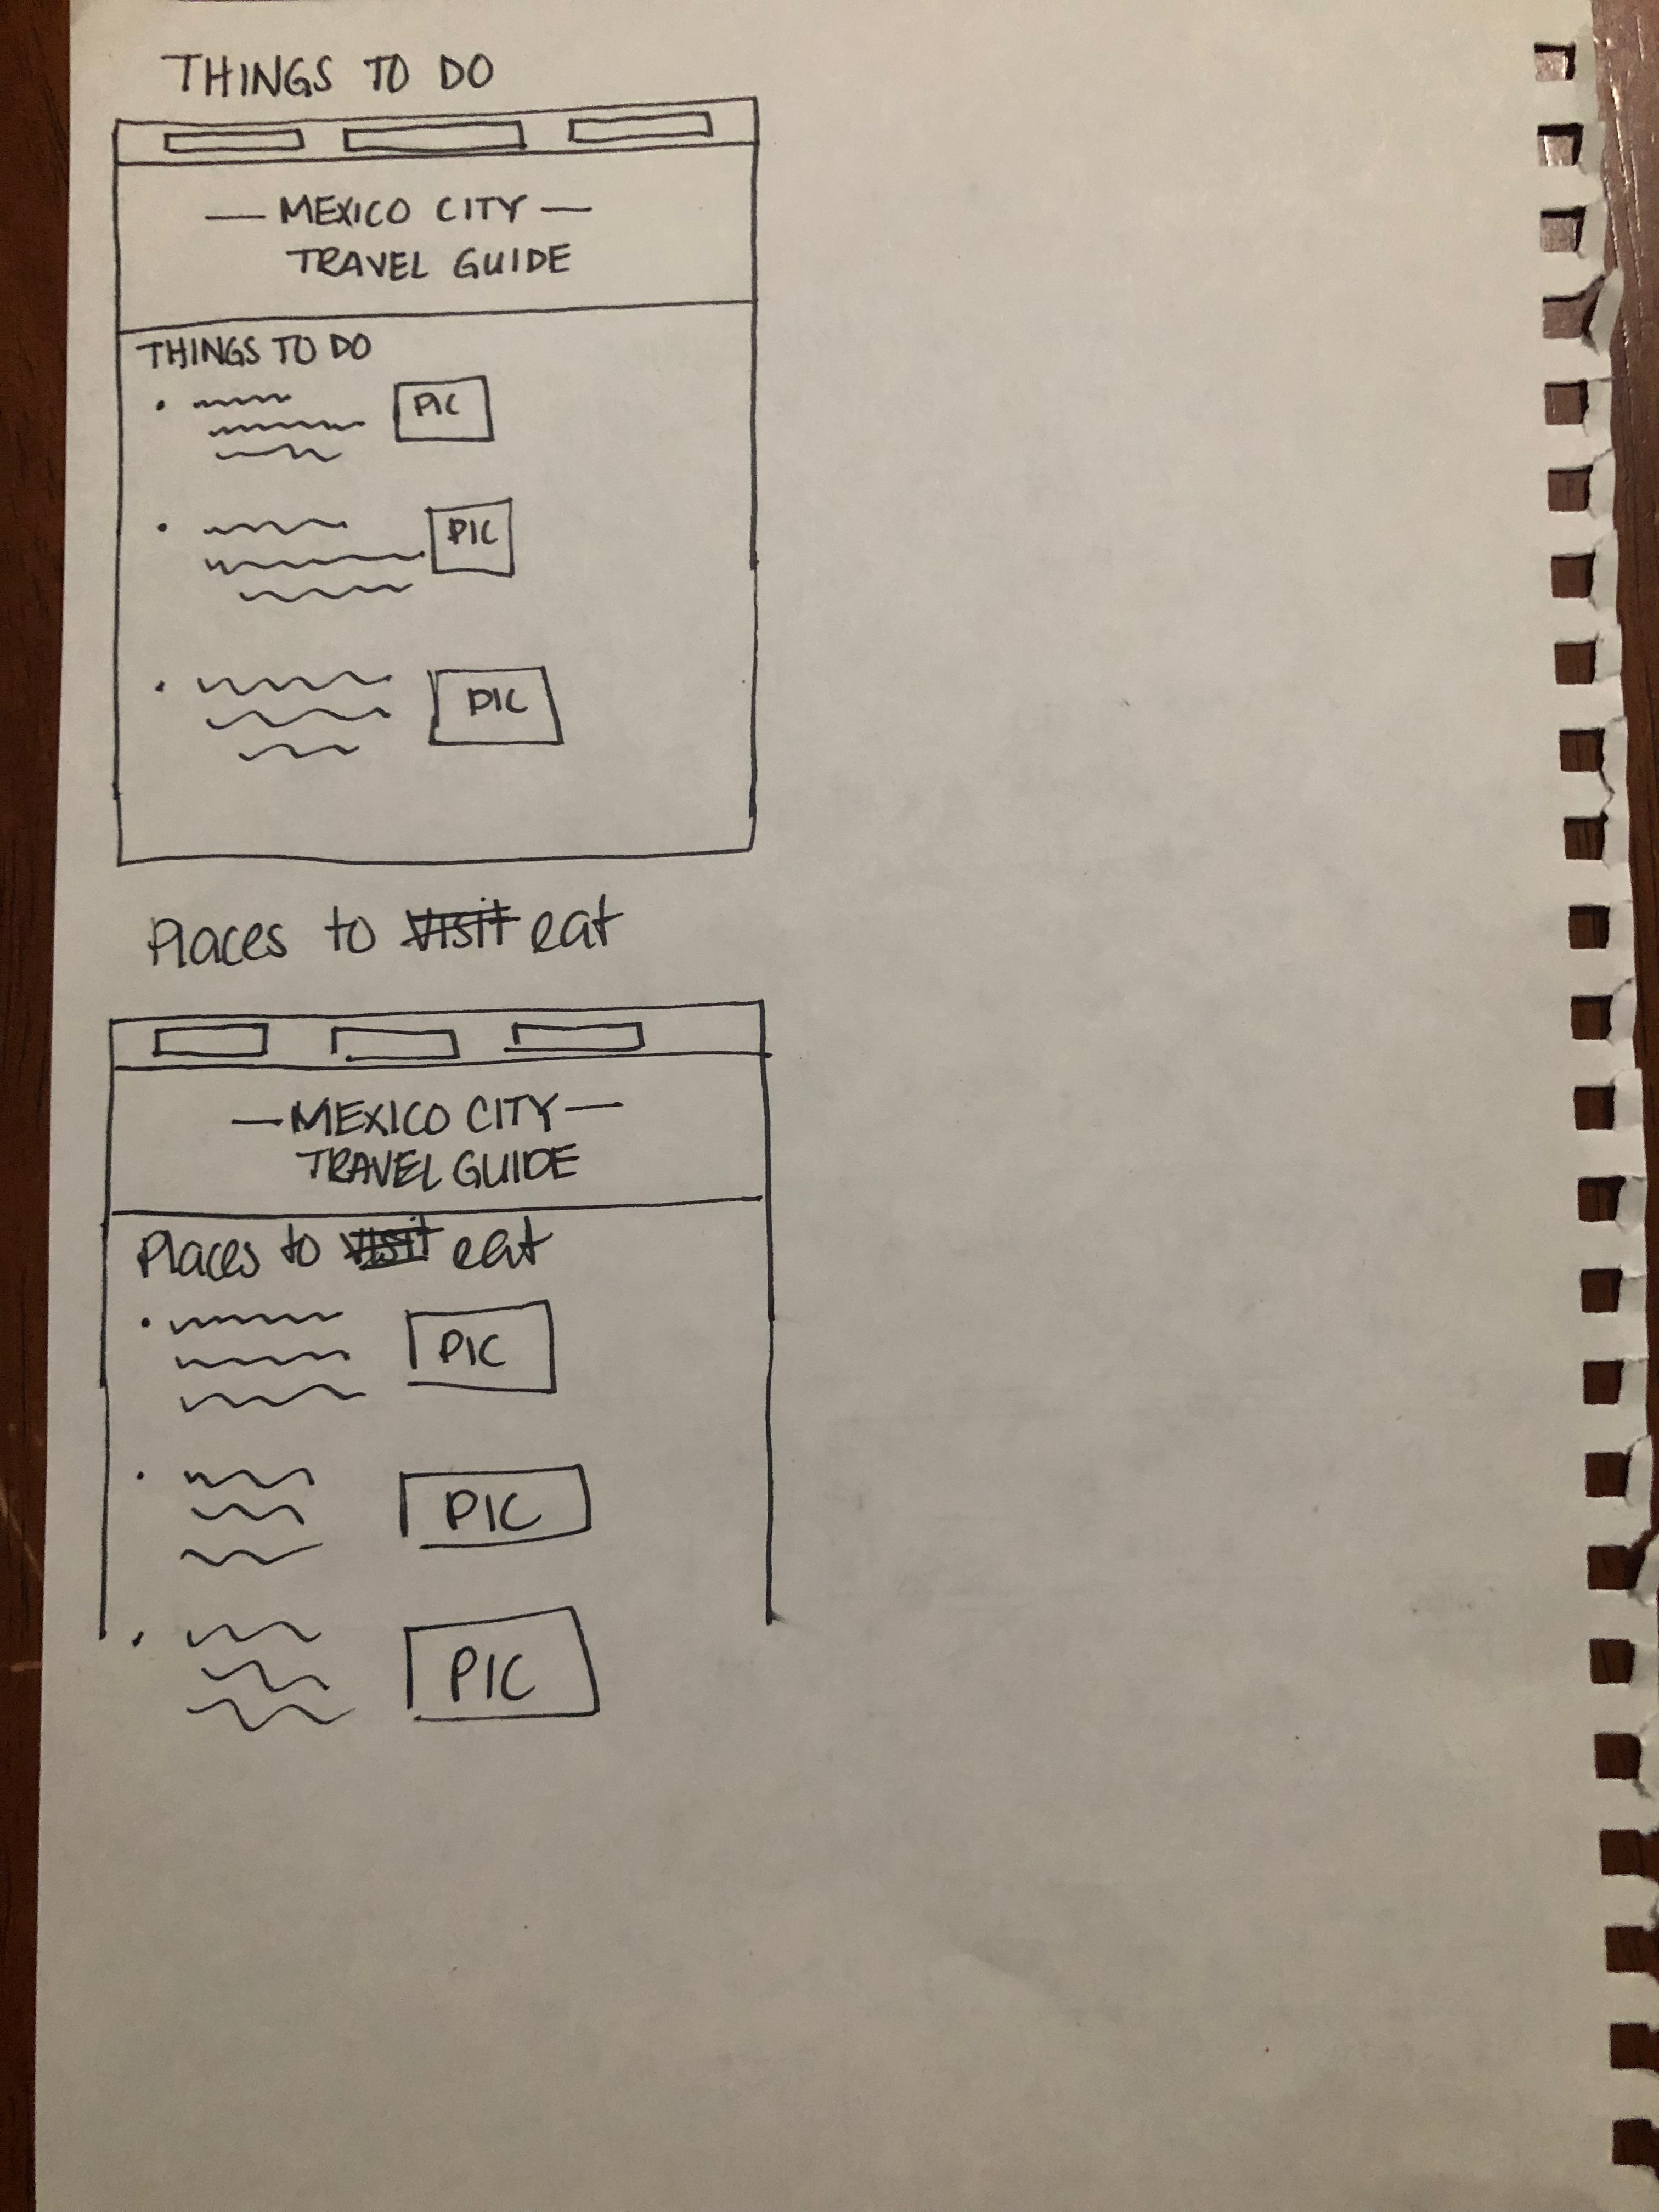 THINGS TO DO
— MEXICO CITY —
TRAVEL GUIDE
THINGS TO DO
PIC
PIC
PIC
Places to visit eat
— MEXICO CITY —
TRAVEL GUIDE
Places to visit eat
PIC
PIC
PIC